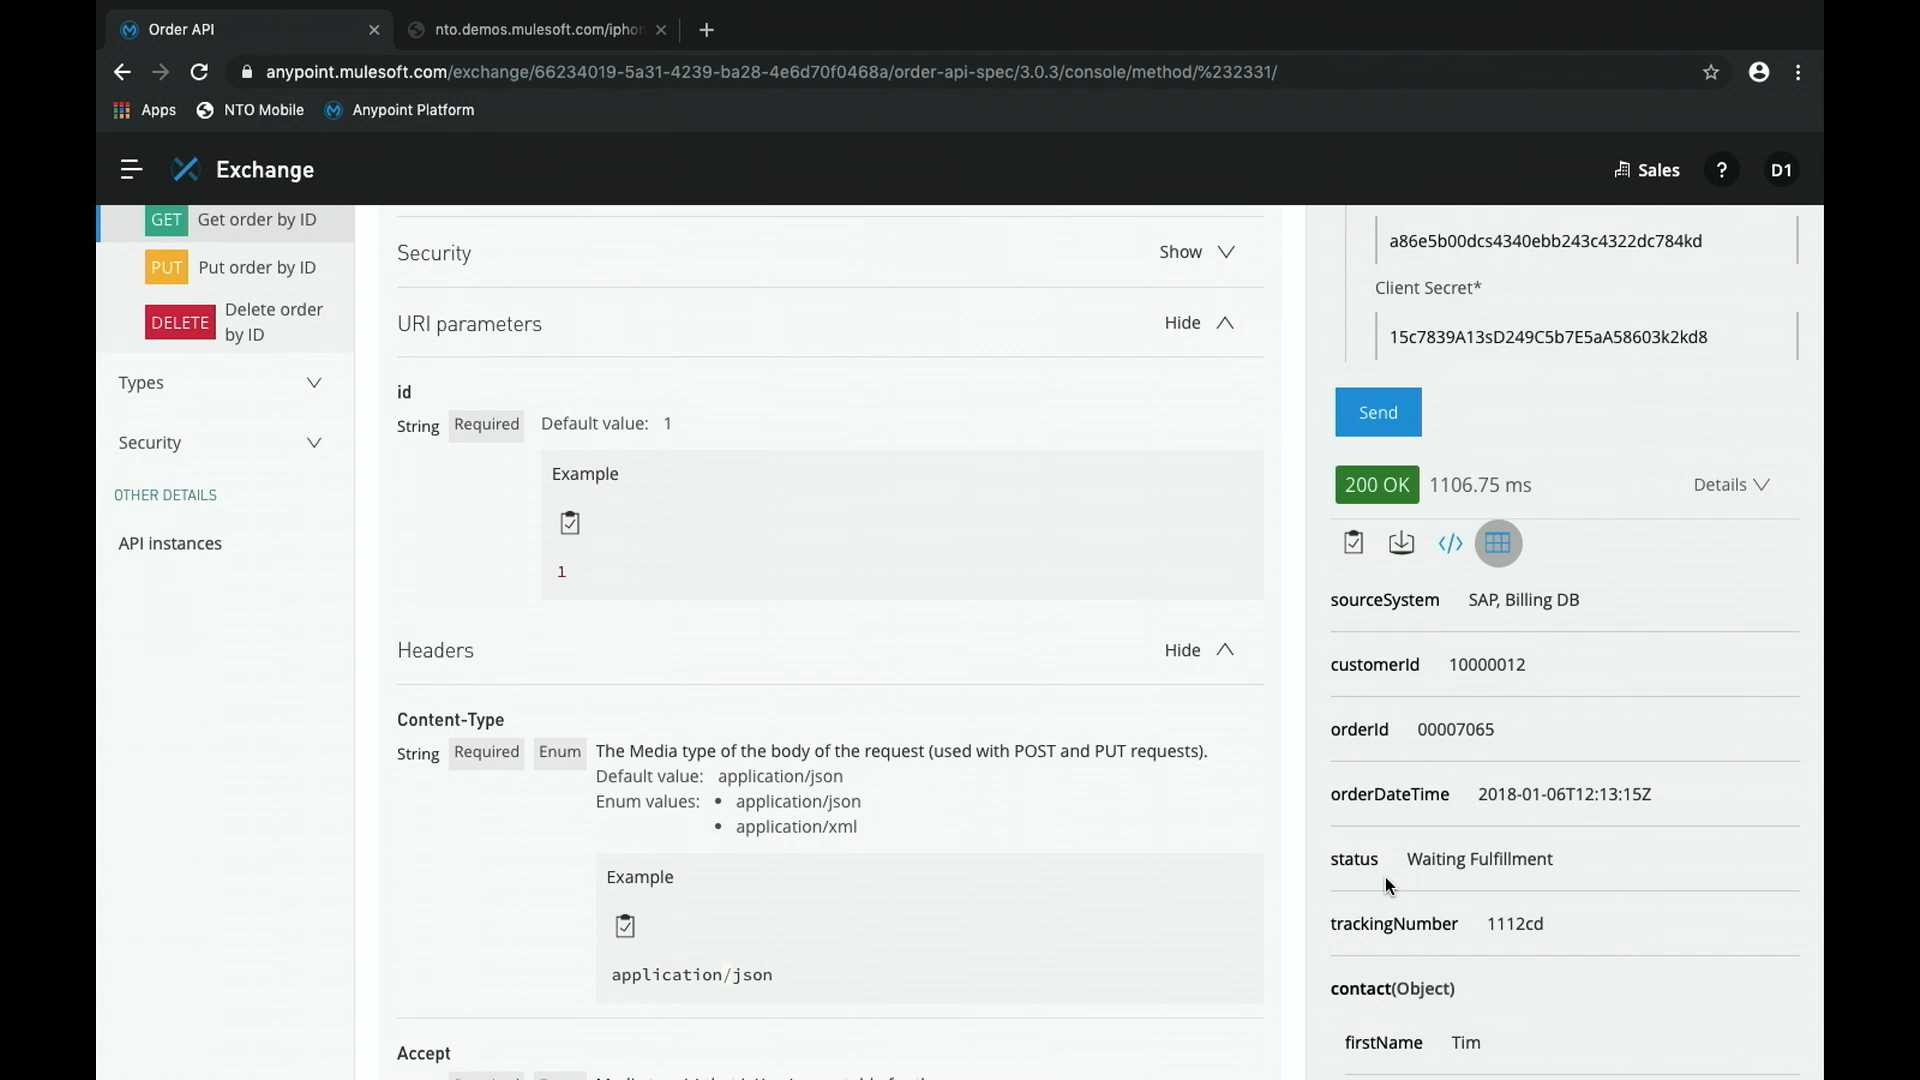 Order API
nto.demos.mulesoft.com/iphon
anypoint.mulesoft.com/exchange/66234019-5a31-4239-ba28-4e6d70f0468a/order-api-spec/3.0.3/console/method/%232331/
Apps
NTO Mobile
Anypoint Platform
Exchange
Sales
?
D1
GET Get order by ID
PUT Put order by ID
DELETE Delete order
by ID
Types
Security
OTHER DETAILS
API instances
Security
Show
URI parameters
Hide
id
String Required Default value: 1
Example
1
Headers
Hide
Content-Type
String Required Enum The Media type of the body of the request (used with POST and PUT requests).
Default value: application/json
Enum values: • application/json
• application/xml
Example
application/json
Accept
a86e5b00dcs4340ebb243c4322dc784kd
Client Secret*
15c7839A13sD249C5b7E5aA58603k2kd8
Send
200 OK 1106.75 ms
Details
sourceSystem SAP, Billing DB
customerId 10000012
orderId 00007065
orderDateTime 2018-01-06T12:13:15Z
status Waiting Fulfillment
trackingNumber 1112cd
contact(Object)
firstName Tim